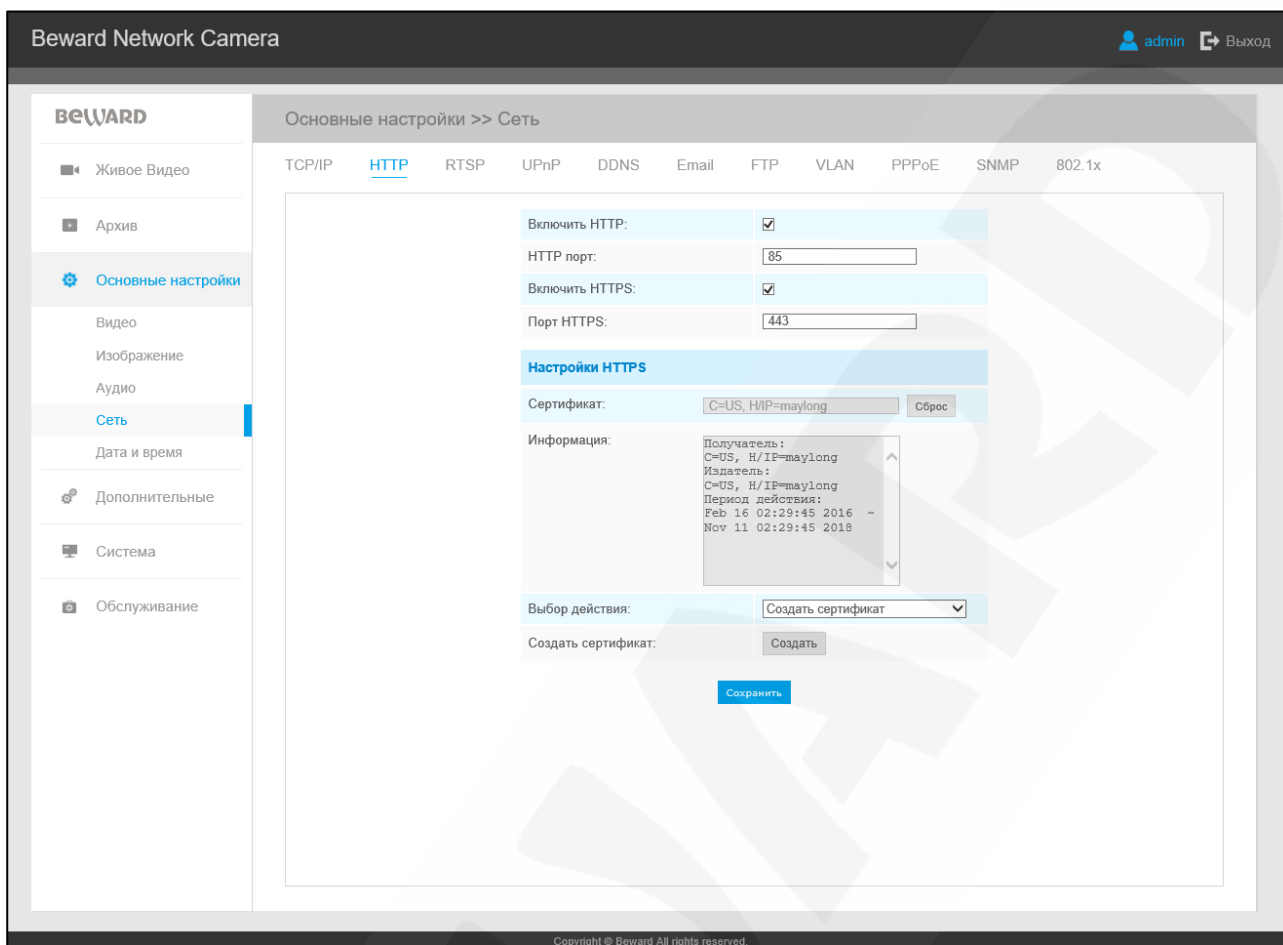 Beward Network Camera
admin
Выход
BEWARD
Основные настройки >> Сеть
TCP/IP HTTP RTSP UPnP DDNS Email FTP VLAN PPPoE SNMP 802.1x
Живое Видео
Архив
Основные настройки
Видео
Изображение
Аудио
Сеть
Дата и время
Дополнительные
Система
Обслуживание
Включить HTTP:
HTTP порт: 85
Включить HTTPS:
Порт HTTPS: 443
Настройки HTTPS
Сертификат: C=US, H/IP=maylong Сброс
Информация:
Получатель:
C=US, H/IP=maylong
Издатель:
C=US, H/IP=maylong
Период действия:
Feb 16 02:29:45 2016 ~
Nov 11 02:29:45 2018
Выбор действия: Создать сертификат
Создать сертификат: Создать
Сохранить
Copyright © Beward All rights reserved.